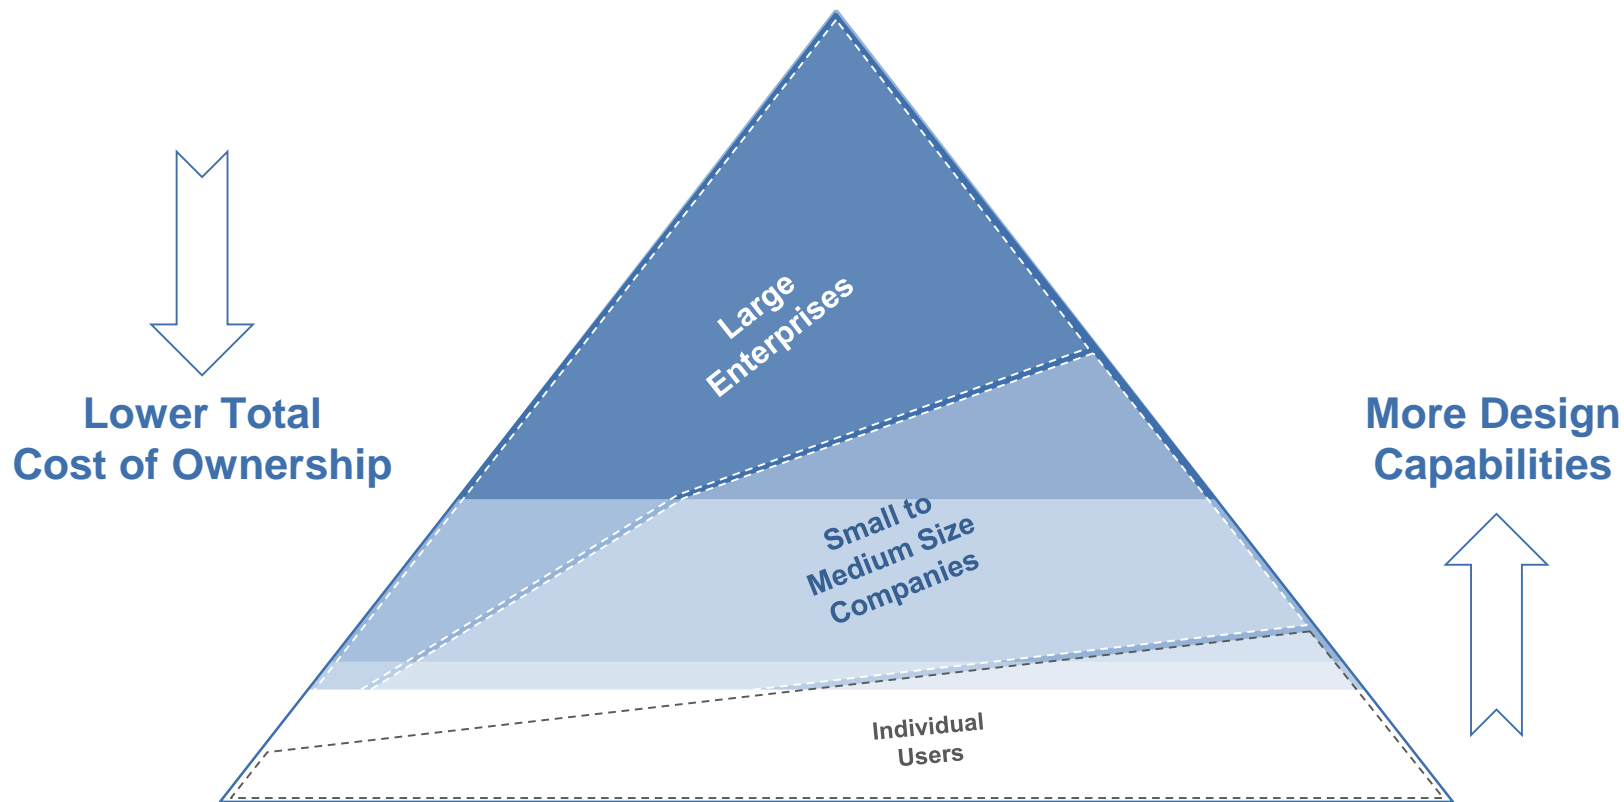 Large
Enterprises
Lower Total
Cost of Ownership
More Design
Capabilities
Small to
Medium Size
Companies
Individual
Users